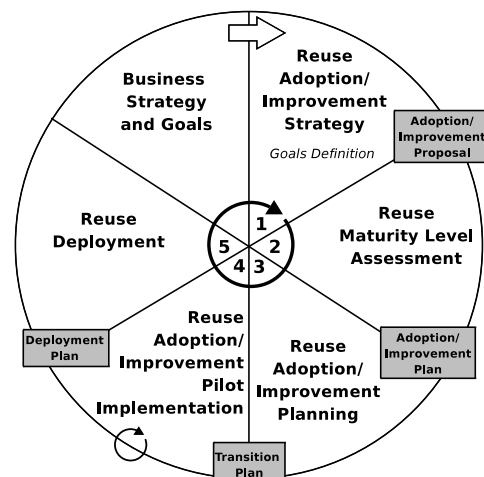 Business
Strategy
and Goals
Reuse
Adoption/
Improvement
Strategy
Goals Definition
Adoption/
Improvement
Proposal
Reuse
Maturity Level
Assessment
Adoption/
Improvement
Plan
Reuse
Adoption/
Improvement
Planning
Transition
Plan
Reuse
Adoption/
Improvement
Pilot
Implementation
Deployment
Plan
Reuse
Deployment
1
2
3
4
5